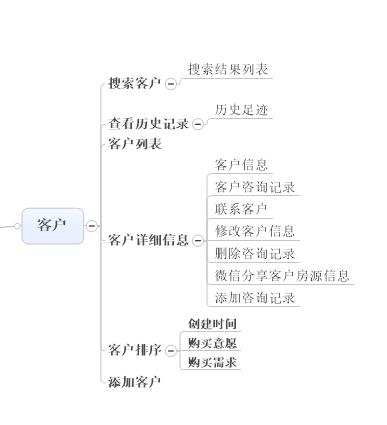 客户
搜索客户
搜索结果列表
查看历史记录
历史足迹
客户列表
客户详细信息
客户信息
客户咨询记录
联系客户
修改客户信息
删除咨询记录
微信分享客户房源信息
添加咨询记录
客户排序
创建时间
购买意愿
购买需求
添加客户